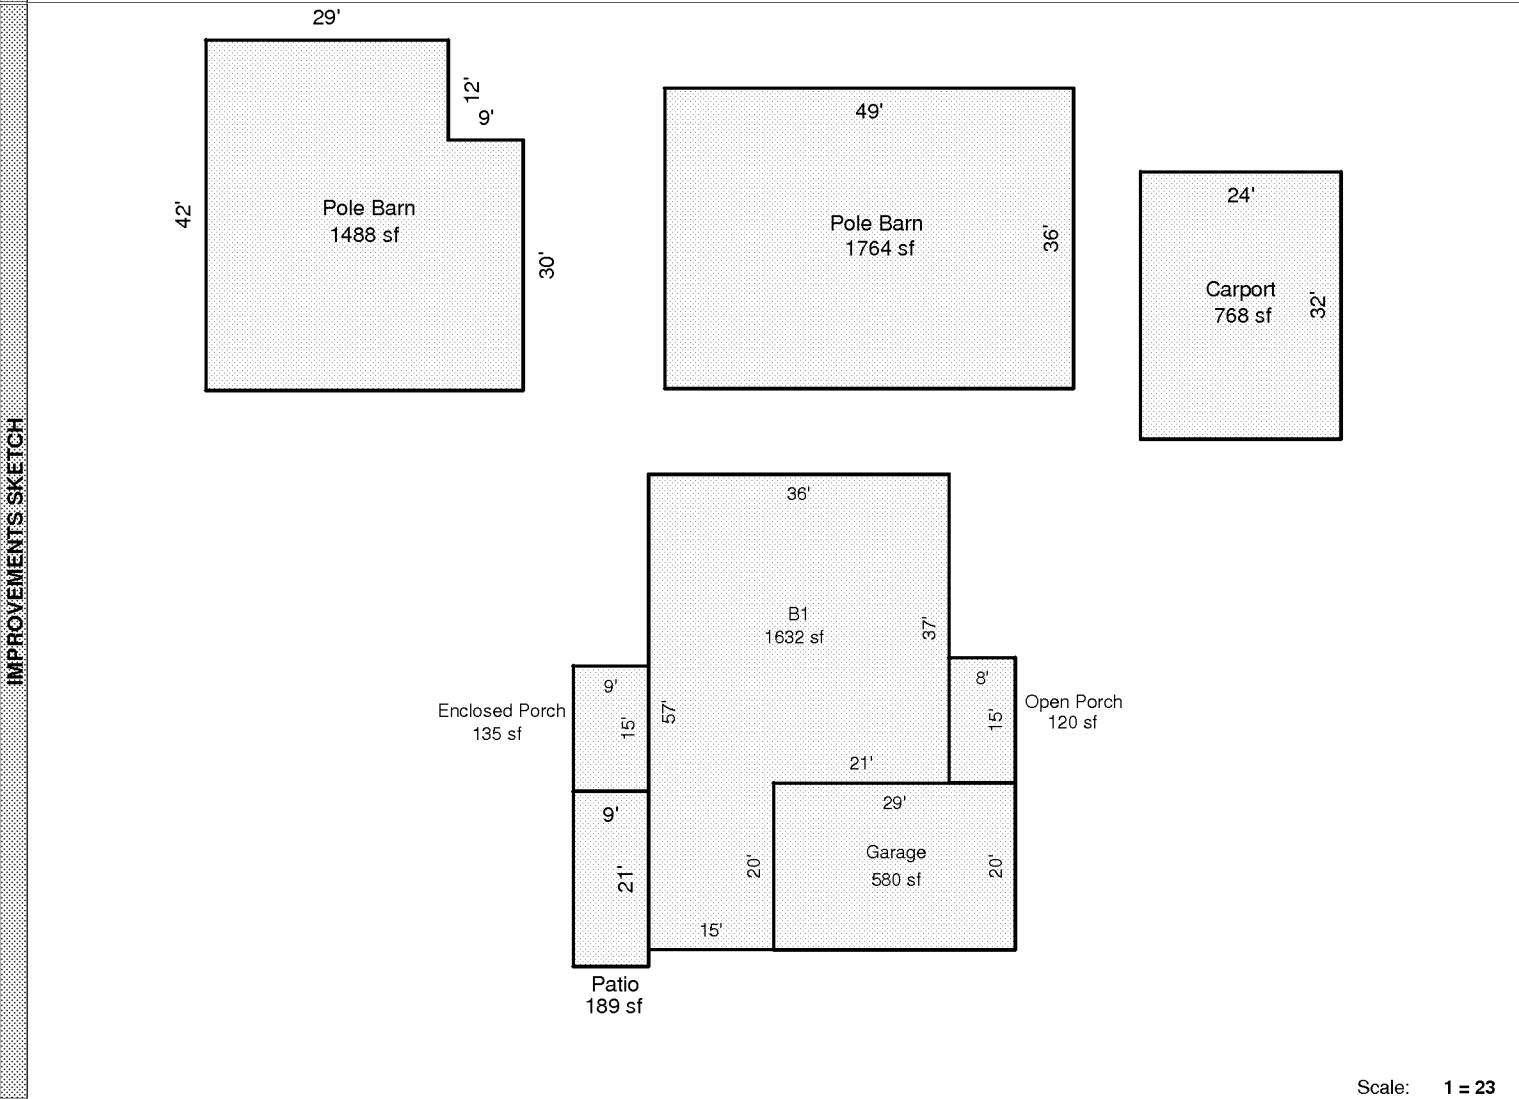 IMPROVEMENTS SKETCH
29'
12'
9'
42'
Pole Barn
1488 sf
30'
49'
Pole Barn
1764 sf
36'
24'
Carport
768 sf
32'
36'
B1
1632 sf
37'
57'
21'
20'
15'
Enclosed Porch
135 sf
9'
15'
8'
15'
Open Porch
120 sf
9'
21'
Patio
189 sf
29'
Garage
580 sf
20'
Scale: 1 = 23